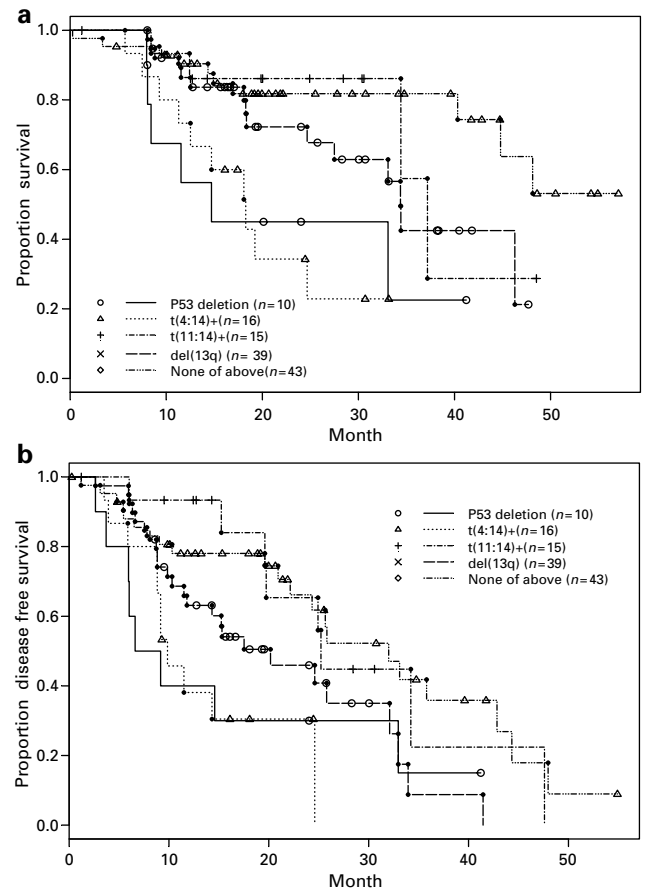 a
Proportion survival
1.0
0.8
0.6
0.4
0.2
0.0
P53 deletion (n=10)
t(4:14)+(n=16)
t(11:14)+(n=15)
del(13q) (n= 39)
None of above(n=43)
0 10 20 30 40 50
Month
b
Proportion disease free survival
1.0
0.8
0.6
0.4
0.2
0.0
P53 deletion (n=10)
t(4:14)+(n=16)
t(11:14)+(n=15)
del(13q) (n=39)
None of above (n=43)
0 10 20 30 40 50
Month